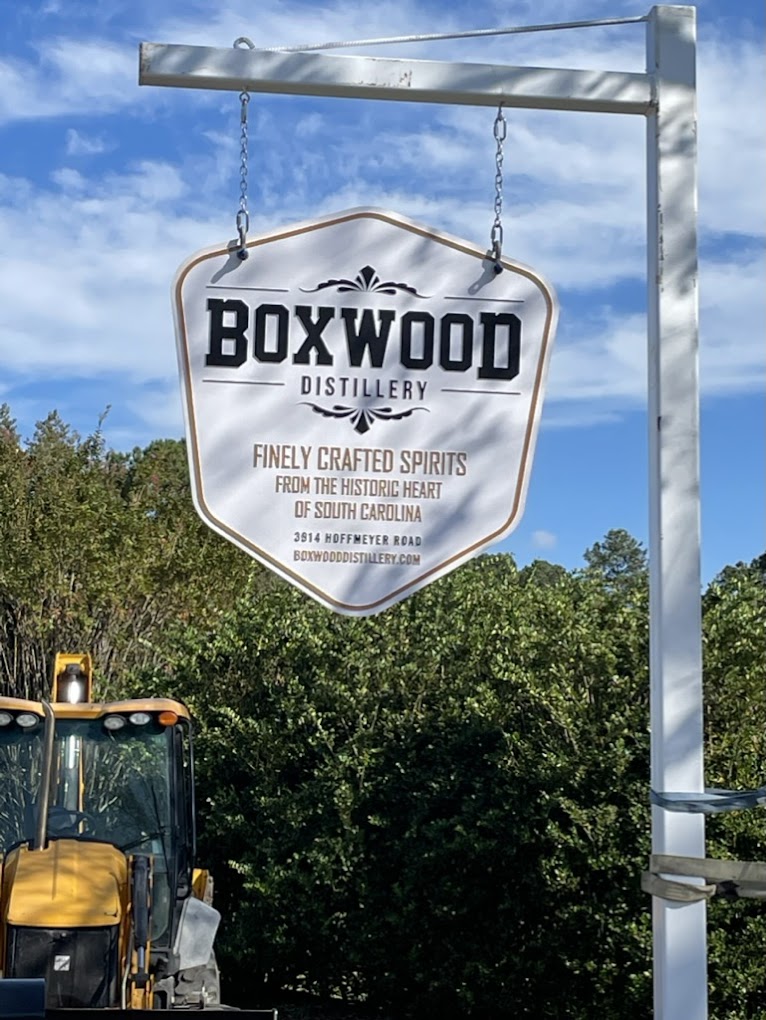 BOXWOOD
DISTILLERY
FINELY CRAFTED SPIRITS
FROM THE HISTORIC HEART
OF SOUTH CAROLINA
3614 HOFFMEYER ROAD
BOXWOODDISTILLERY.COM